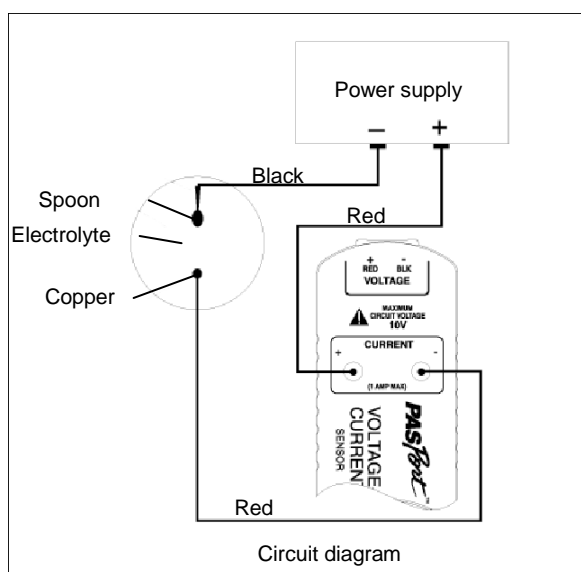 Power supply
− +
Black
Spoon
Red
Electrolyte
Copper
+ -
RED BLK
VOLTAGE
MAXIMUM
CIRCUIT VOLTAGE
10V
CURRENT
+ -
(1 AMP MAX)
PASPort™
VOLTAGE
CURRENT
SENSOR
Red
Circuit diagram